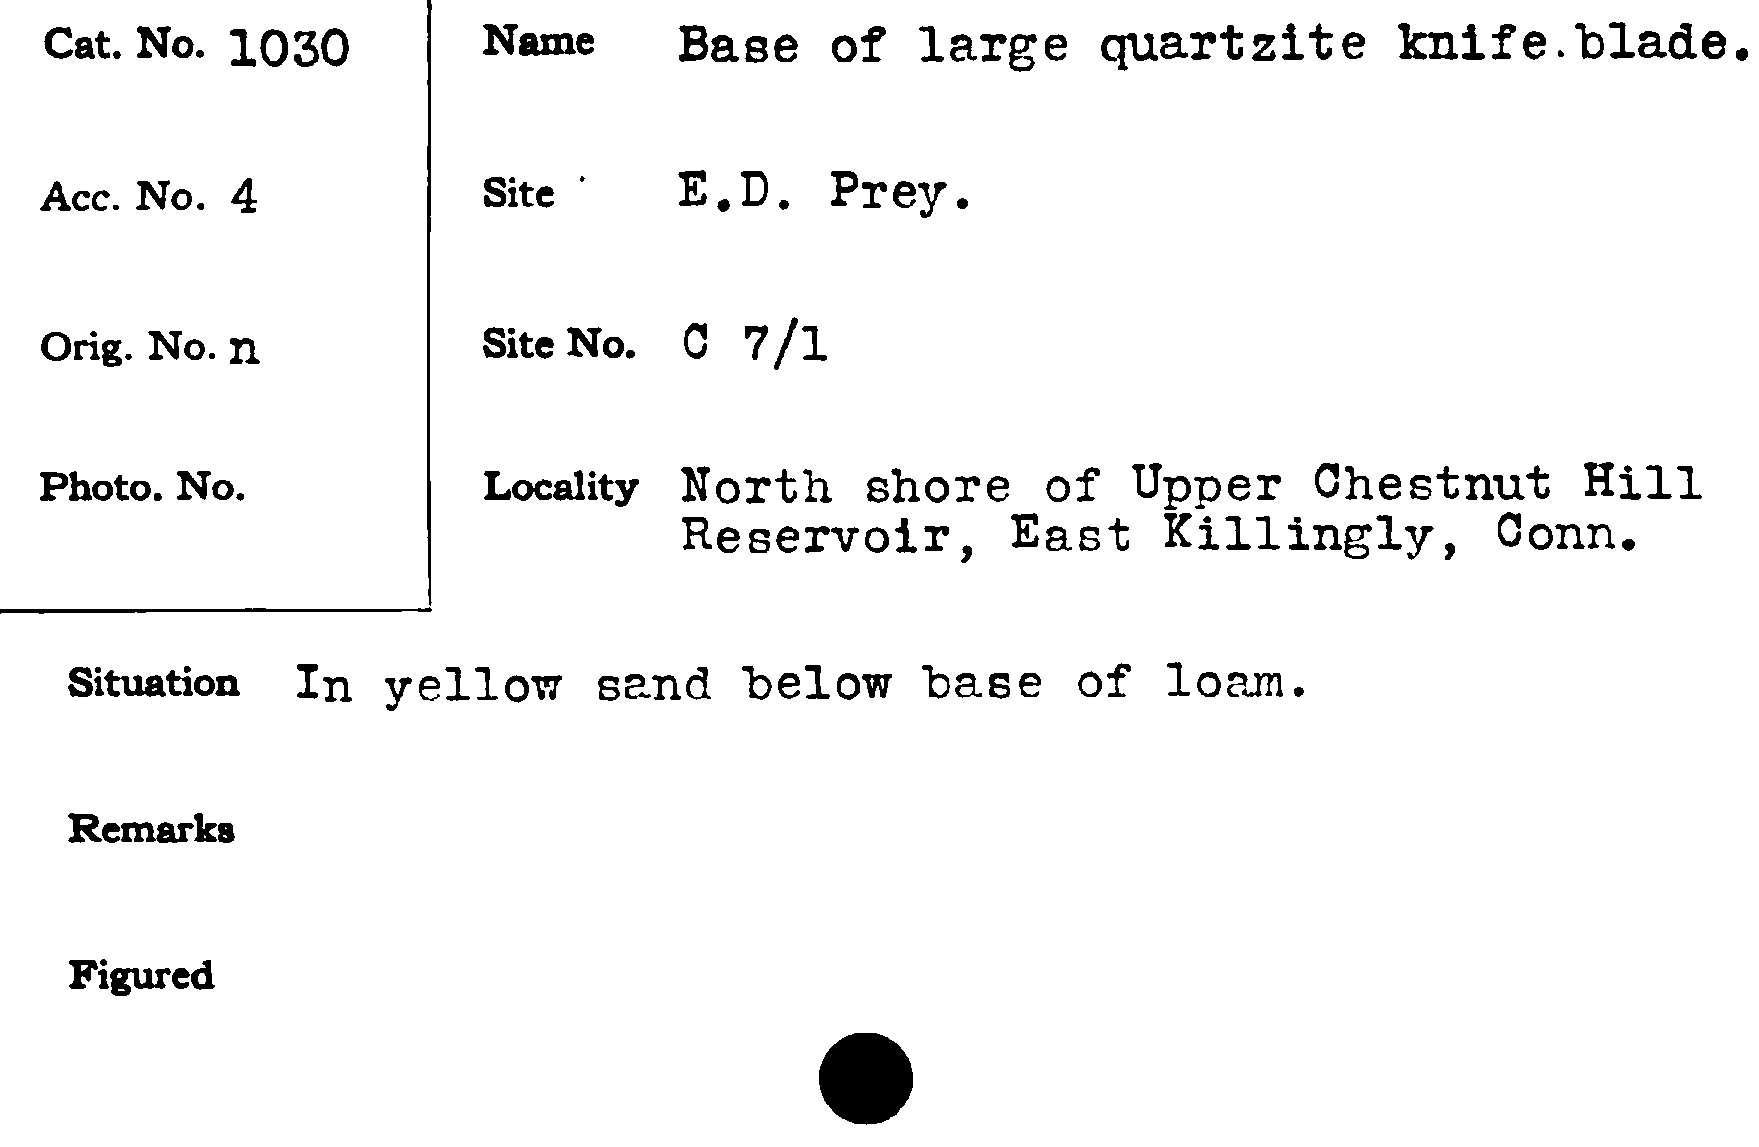 Cat. No. 1030
Name Base of large quartzite knife.blade.
Acc. No. 4
Site E.D. Prey.
Orig. No. n
Site No. C 7/1
Photo. No.
Locality North shore of Upper Chestnut Hill
Reservoir, East Killingly, Conn.
Situation In yellow sand below base of loam.
Remarks
Figured